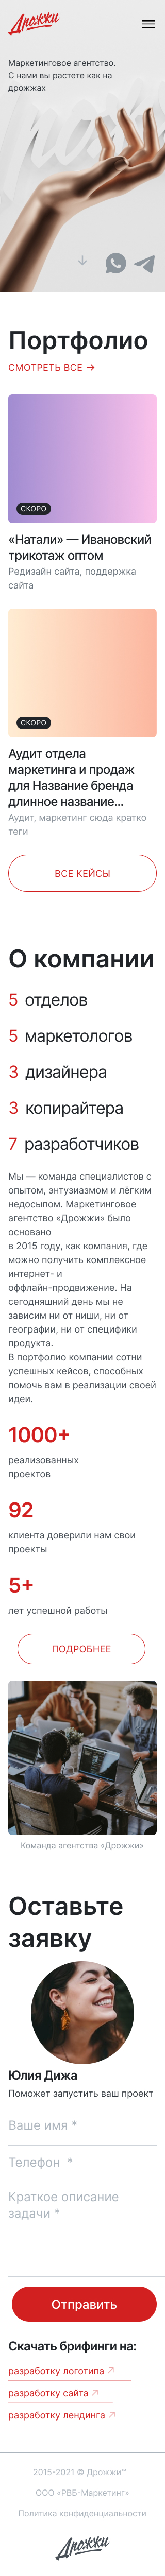 Дрожжи
Маркетинговое агентство.
С нами вы растете как на
дрожжах
Портфолио
СМОТРЕТЬ ВСЕ →
СКОРО
«Натали» — Ивановский
трикотаж оптом
Редизайн сайта, поддержка
сайта
СКОРО
Аудит отдела
маркетинга и продаж
для Название бренда
длинное название...
Аудит, маркетинг сюда кратко
теги
ВСЕ КЕЙСЫ
О компании
5 отделов
5 маркетологов
3 дизайнера
3 копирайтера
7 разработчиков
Мы — команда специалистов с
опытом, энтузиазмом и лёгким
недосыпом. Маркетинговое
агентство «Дрожжи» было
основано
в 2015 году, как компания, где
можно получить комплексное
интернет- и
оффлайн-продвижение. На
сегодняшний день мы не
зависим ни от ниши, ни от
географии, ни от специфики
продукта.
В портфолио компании сотни
успешных кейсов, способных
помочь вам в реализации своей
идеи.
1000+
реализованных
проектов
92
клиента доверили нам свои
проекты
5+
лет успешной работы
ПОДРОБНЕЕ
Команда агентства «Дрожжи»
Оставьте
заявку
Юлия Дижа
Поможет запустить ваш проект
Ваше имя *
Телефон *
Краткое описание
задачи *
Отправить
Скачать брифинги на:
разработку логотипа ↗
разработку сайта ↗
разработку лендинга ↗
2015-2021 © Дрожжи™
ООО «РВБ-Маркетинг»
Политика конфиденциальности
Дрожжи